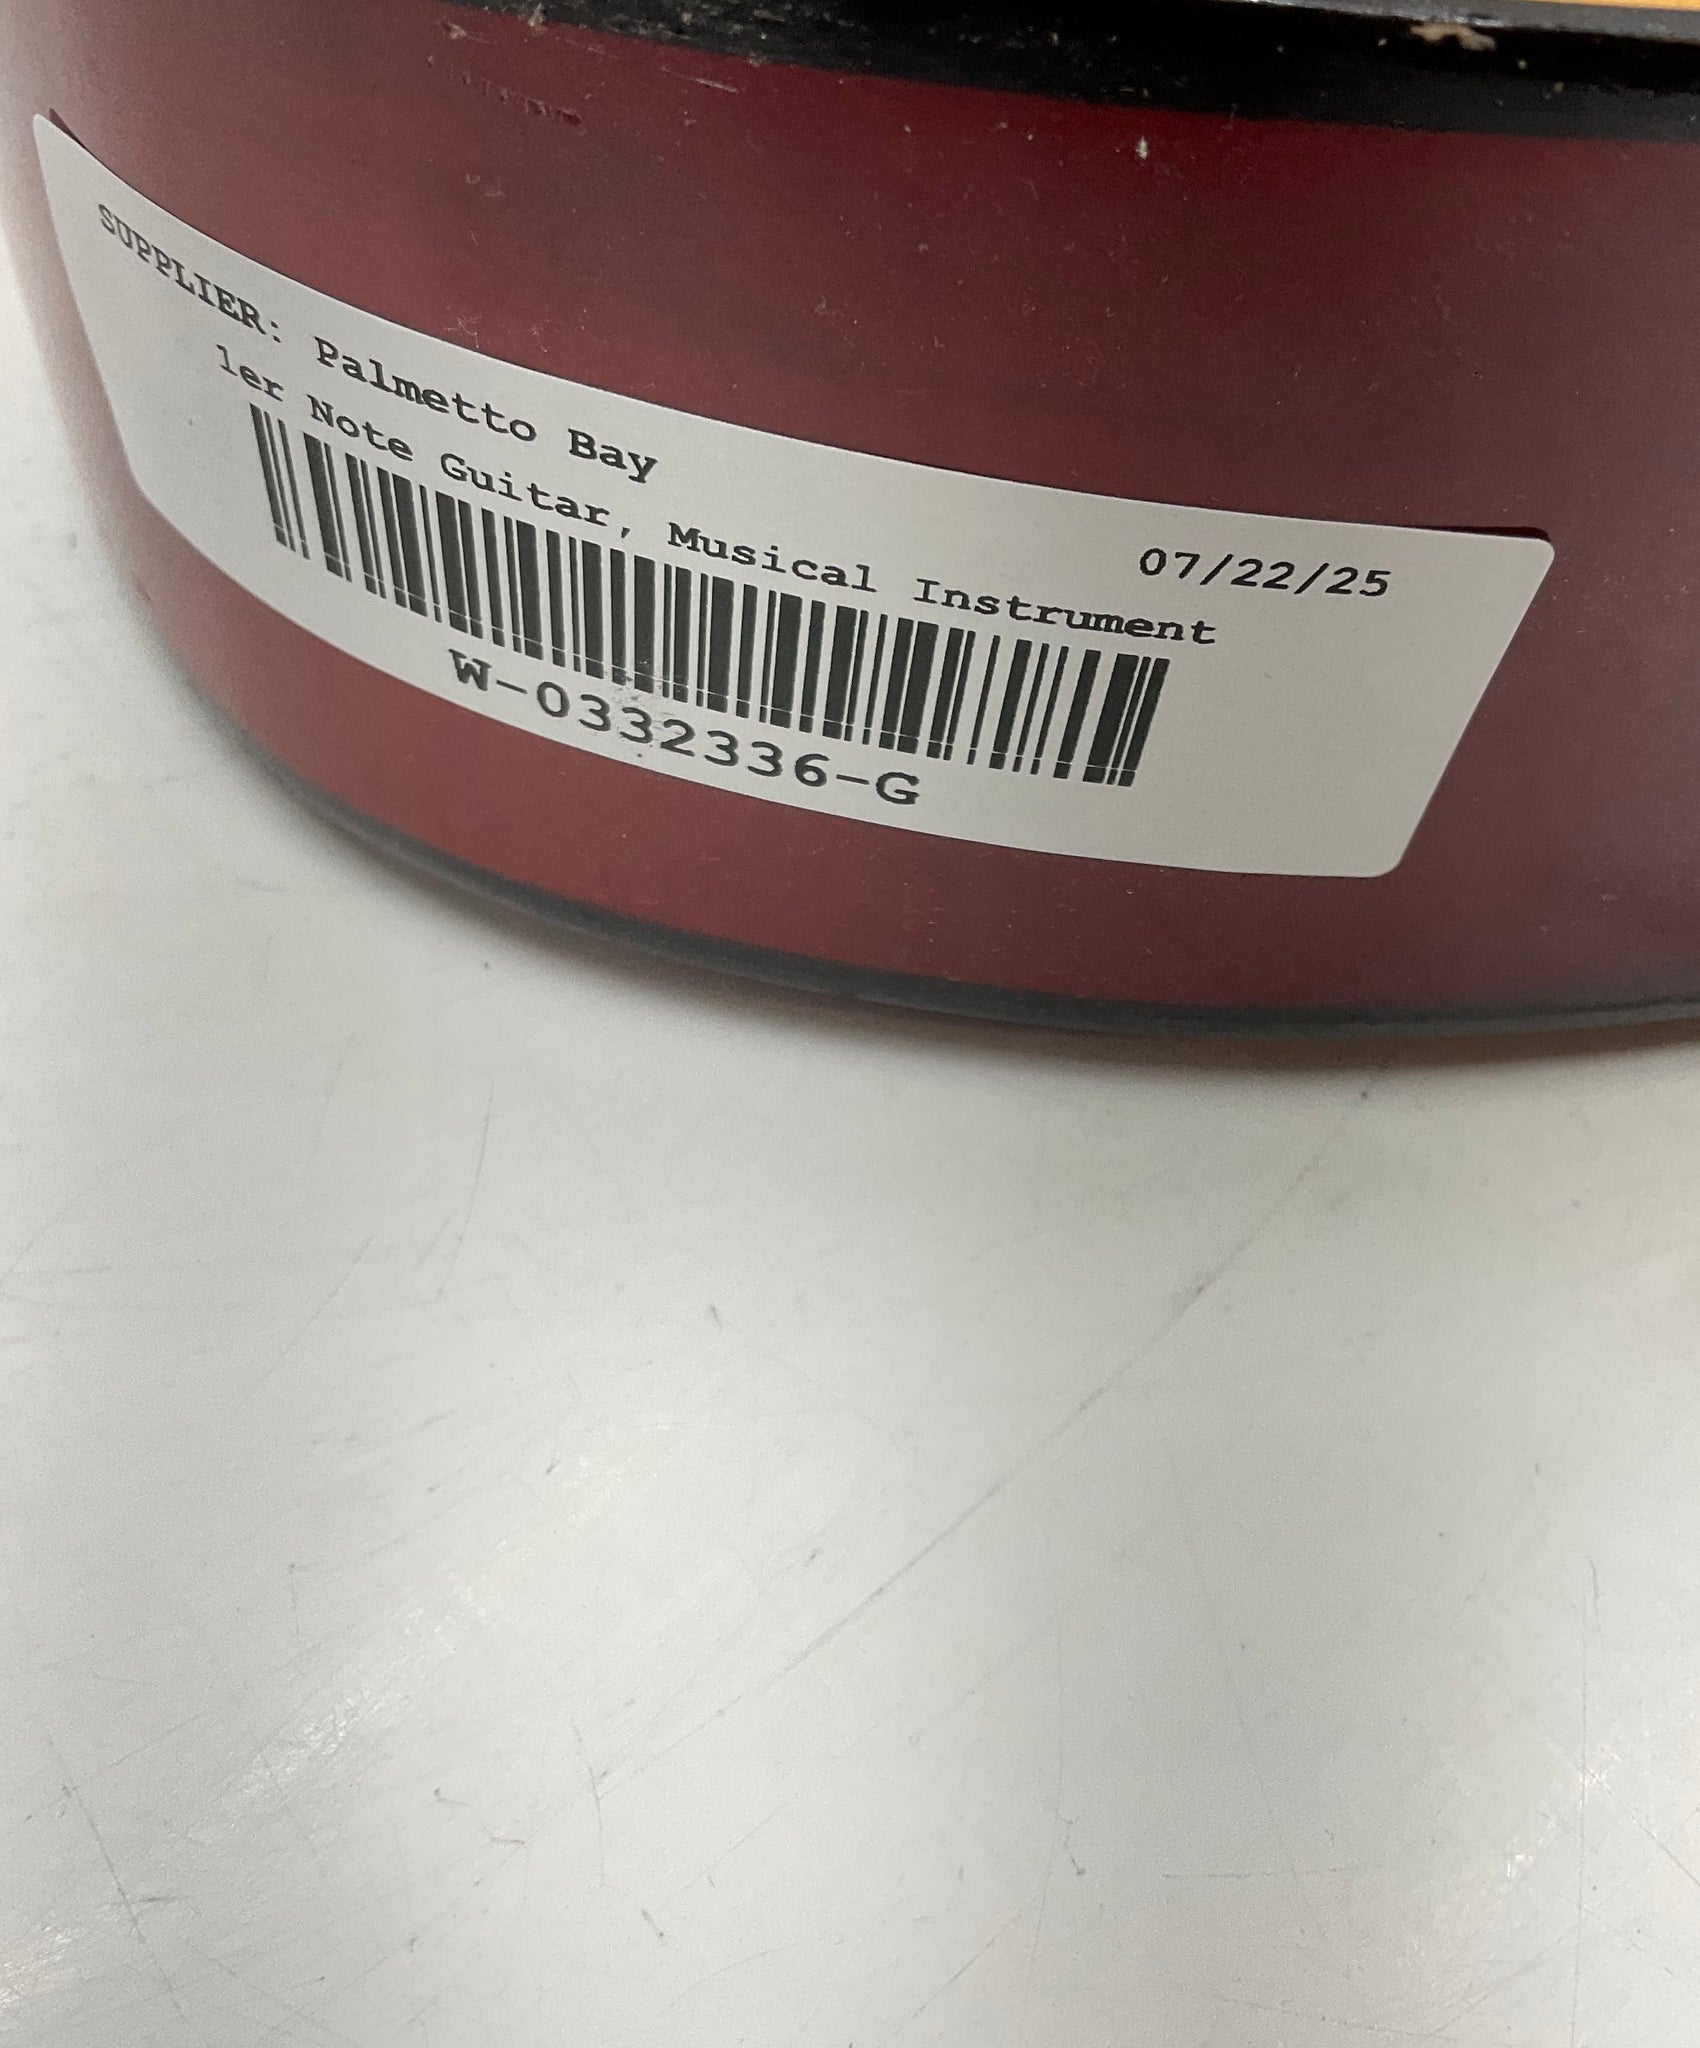 SUPPLIER: Palmetto Bay
07/22/25
ler Note Guitar, Musical Instrument
W-0332336-G